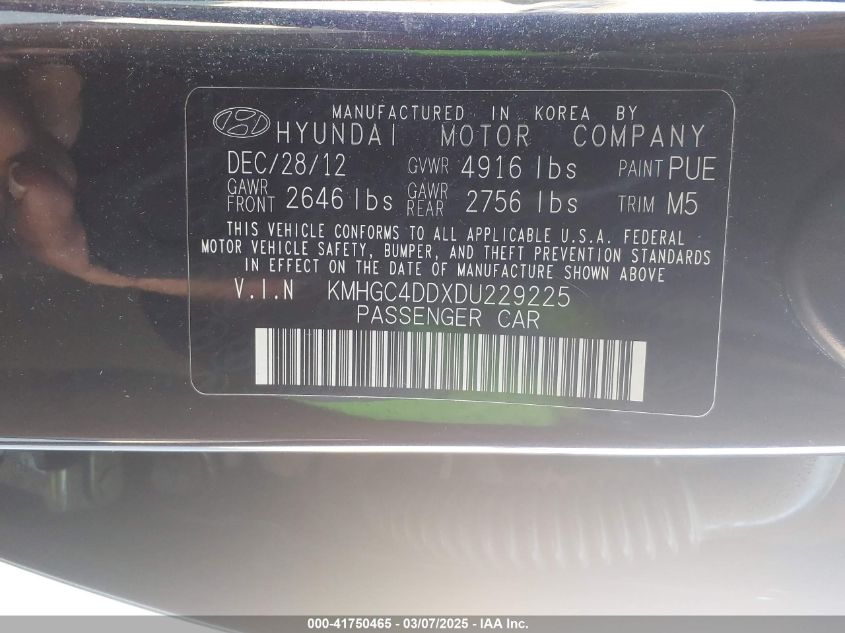 MANUFACTURED IN KOREA BY
HYUNDAI MOTOR COMPANY
DEC/28/12 GVWR 4916 lbs PAINT PUE
GAWR FRONT 2646 lbs GAWR REAR 2756 lbs TRIM M5
THIS VEHICLE CONFORMS TO ALL APPLICABLE U.S.A. FEDERAL
MOTOR VEHICLE SAFETY, BUMPER, AND THEFT PREVENTION STANDARDS
IN EFFECT ON THE DATE OF MANUFACTURE SHOWN ABOVE
V.I.N KMHGC4DDXDU229225
PASSENGER CAR
000-41750465 - 03/07/2025 - IAA Inc.